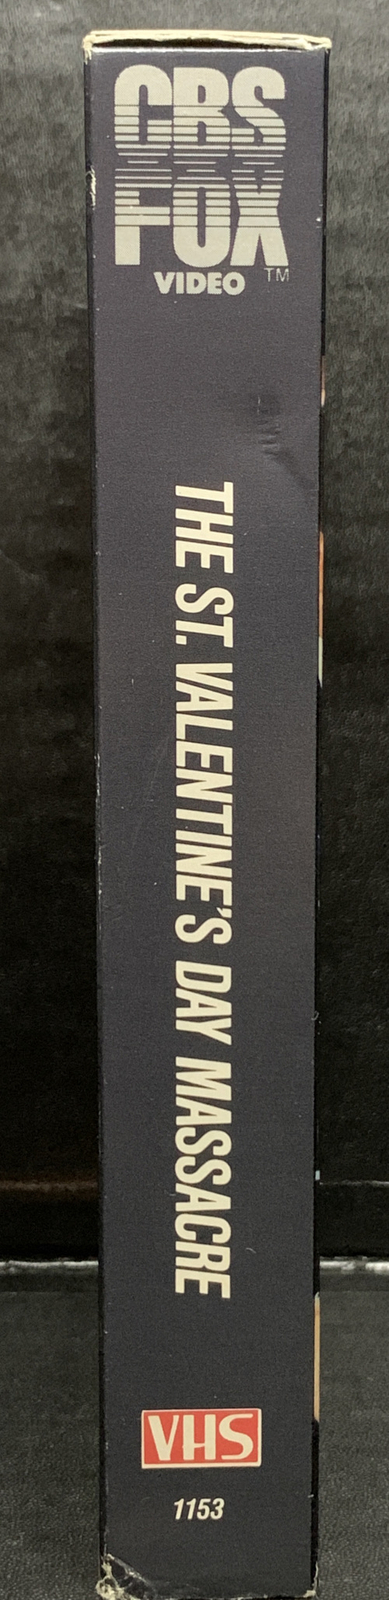 CBS
FOX
VIDEO ™
THE ST. VALENTINE'S DAY MASSACRE
VHS
1153